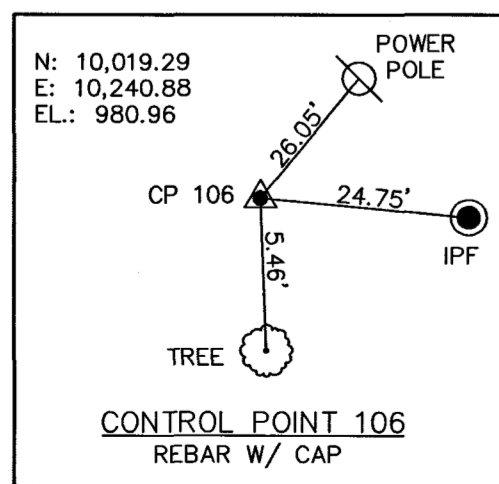 N: 10,019.29
E: 10,240.88
EL.: 980.96
POWER
POLE
26.05'
CP 106
24.75'
IPF
5.46'
TREE
CONTROL POINT 106
REBAR W/ CAP